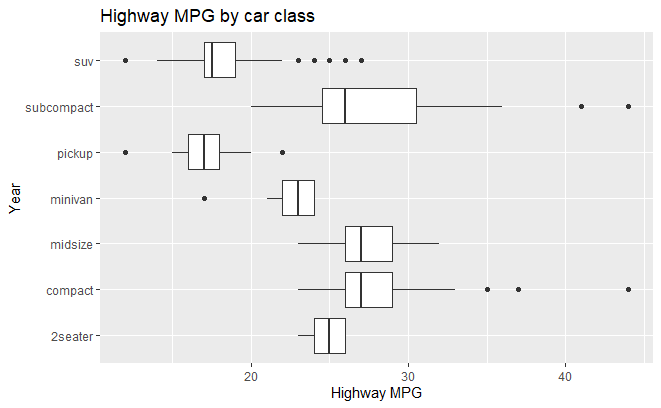 Highway MPG by car class
Year
suv
subcompact
pickup
minivan
midsize
compact
2seater
20 30 40
Highway MPG